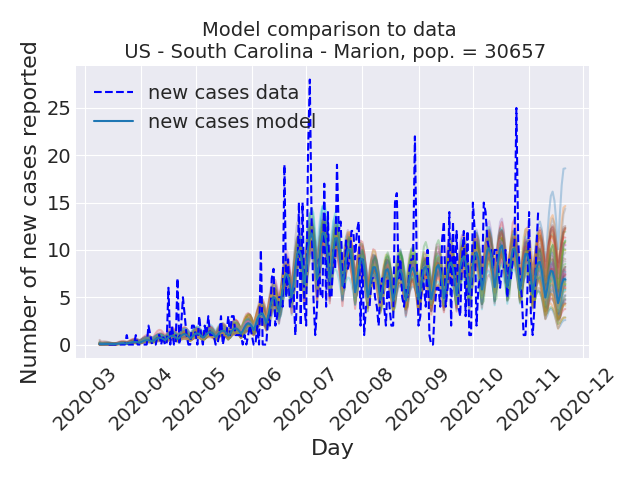 Model comparison to data
US - South Carolina - Marion, pop. = 30657
Number of new cases reported
25
20
15
10
5
0
new cases data
new cases model
2020-03
2020-04
2020-05
2020-06
2020-07
2020-08
2020-09
2020-10
2020-11
2020-12
Day